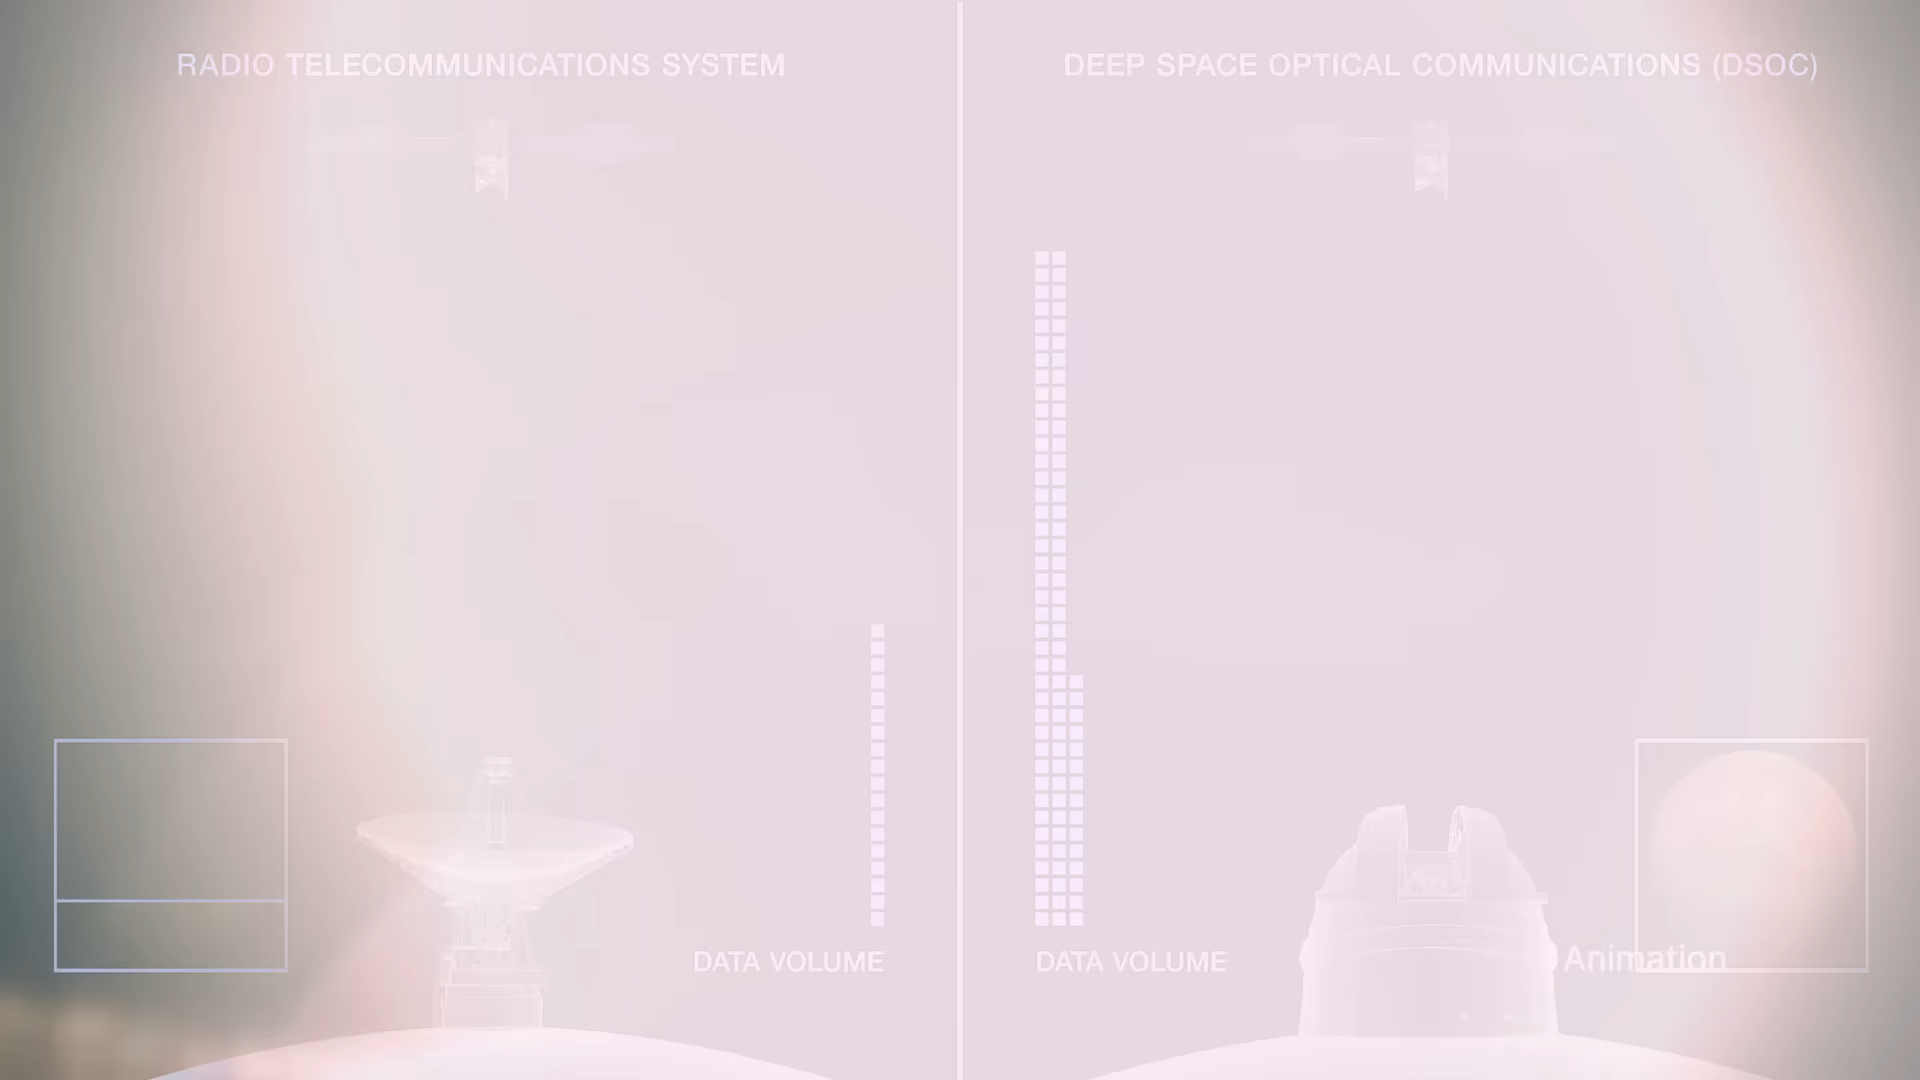 RADIO TELECOMMUNICATIONS SYSTEM
DEEP SPACE OPTICAL COMMUNICATIONS (DSOC)
DATA VOLUME
DATA VOLUME
Animation